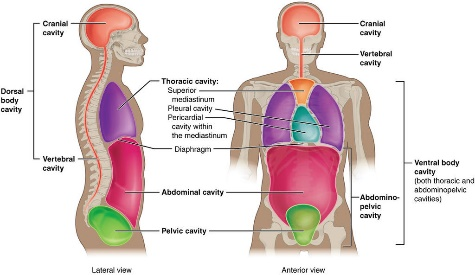 Cranial
cavity
Dorsal
body
cavity
Vertebral
cavity
Thoracic cavity:
Superior
mediastinum
Pleural cavity
Pericardial
cavity within
the mediastinum
Diaphragm
Abdominal cavity
Pelvic cavity
Cranial
cavity
Vertebral
cavity
Ventral body
cavity
(both thoracic and
abdominopelvic
cavities)
Abdomino-
pelvic
cavity
Lateral view
Anterior view